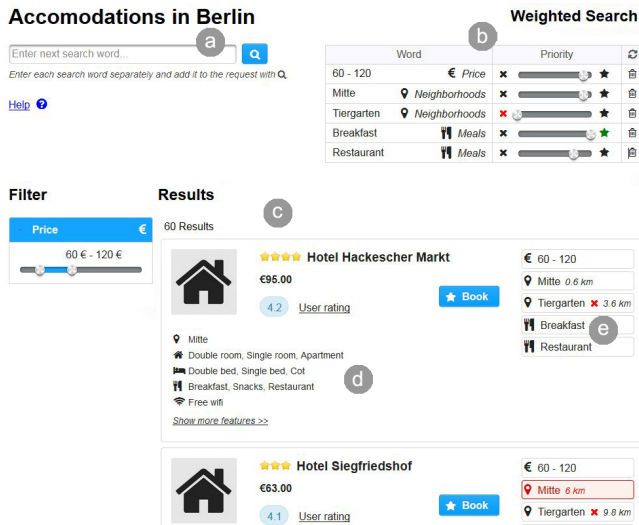 Accomodations in Berlin
Weighted Search
a
b
Enter next search word...
Enter each search word separately and add it to the request with
Help
Word Priority
60 - 120 € Price
Mitte Neighborhoods
Tiergarten Neighborhoods
Breakfast Meals
Restaurant Meals
Filter
Price €
60 € - 120 €
Results
c
60 Results
Hotel Hackescher Markt
€95.00
4.2 User rating
Book
Mitte
Double room, Single room, Apartment
Double bed, Single bed, Cot
Breakfast, Snacks, Restaurant
Free wifi
Show more features >>
d
€ 60 - 120
Mitte 0.6 km
Tiergarten 3.6 km
Breakfast
e
Restaurant
Hotel Siegfriedshof
€63.00
4.1 User rating
Book
€ 60 - 120
Mitte 6 km
Tiergarten 9.8 km